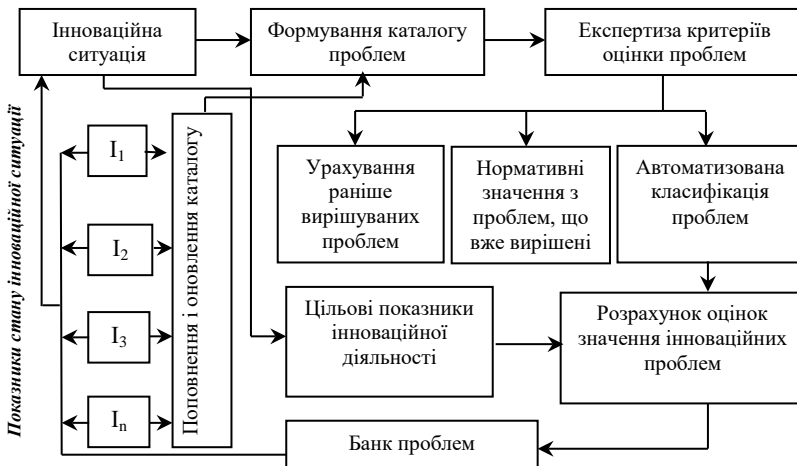 Інноваційна
ситуація
Формування каталогу
проблем
Експертиза критеріїв
оцінки проблем
Показники стану інноваційної ситуації
I₁
I₂
I₃
Iₙ
Поповнення і оновлення каталогу
Урахування
раніше
вирішуваних
проблем
Нормативні
значення з
проблем, що
вже вирішені
Автоматизована
класифікація
проблем
Цільові показники
інноваційної
діяльності
Розрахунок оцінок
значення інноваційних
проблем
Банк проблем